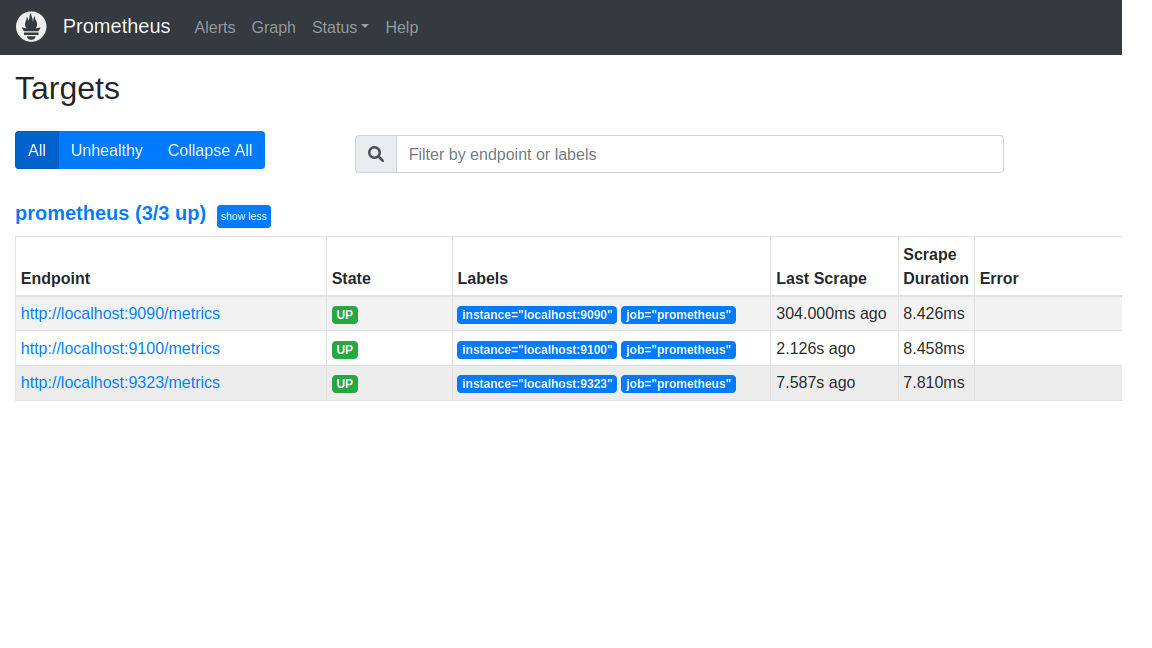 Prometheus Alerts Graph Status Help
Targets
All Unhealthy Collapse All Filter by endpoint or labels
prometheus (3/3 up) show less
Endpoint State Labels Last Scrape Scrape Duration Error
http://localhost:9090/metrics UP instance="localhost:9090" job="prometheus" 304.000ms ago 8.426ms
http://localhost:9100/metrics UP instance="localhost:9100" job="prometheus" 2.126s ago 8.458ms
http://localhost:9323/metrics UP instance="localhost:9323" job="prometheus" 7.587s ago 7.810ms